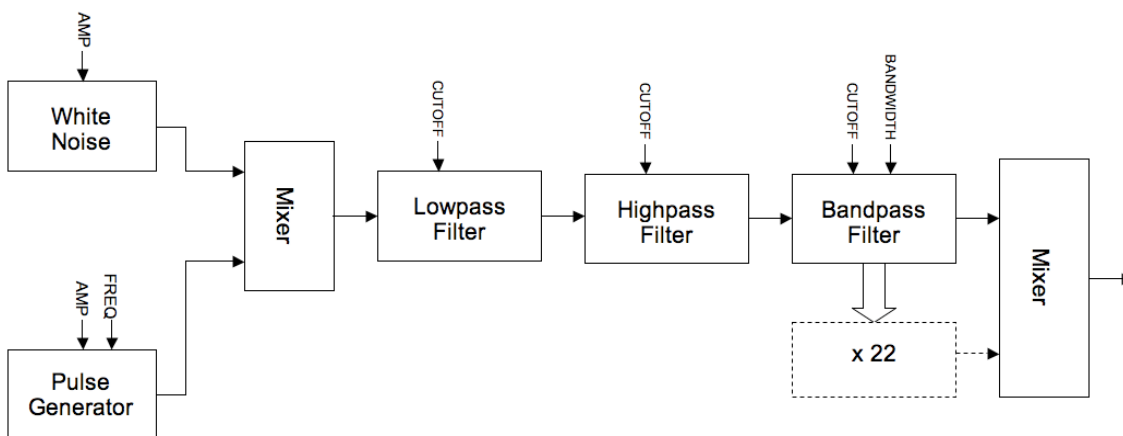 AMP
White
Noise
AMP
FREQ
Pulse
Generator
Mixer
CUTOFF
Lowpass
Filter
CUTOFF
Highpass
Filter
CUTOFF
BANDWIDTH
Bandpass
Filter
x 22
Mixer